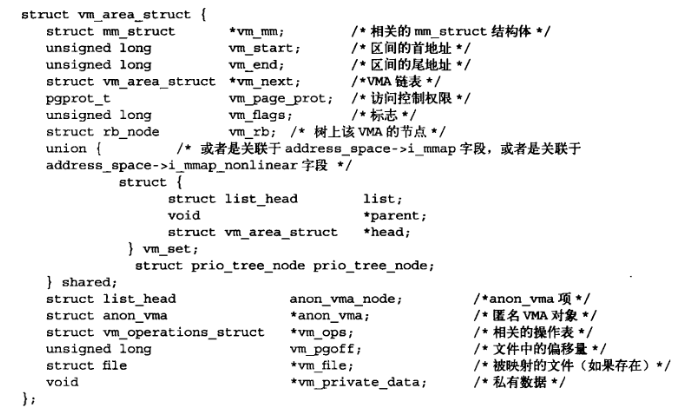 struct vm_area_struct {
struct mm_struct *vm_mm; /* 相关的 mm_struct 结构体 */
unsigned long vm_start; /* 区间的首地址 */
unsigned long vm_end; /* 区间的尾地址 */
struct vm_area_struct *vm_next; /*VMA 链表 */
pgprot_t vm_page_prot; /* 访问控制权限 */
unsigned long vm_flags; /* 标志 */
struct rb_node vm_rb; /* 树上该 VMA 的节点 */
union { /* 或者是关联于 address_space->i_mmap 字段，或者是关联于
address_space->i_mmap_nonlinear 字段 */
struct {
struct list_head list;
void *parent;
struct vm_area_struct *head;
} vm_set;
struct prio_tree_node prio_tree_node;
} shared;
struct list_head anon_vma_node; /*anon_vma 项 */
struct anon_vma *anon_vma; /* 匿名 VMA 对象 */
struct vm_operations_struct *vm_ops; /* 相关的操作表 */
unsigned long vm_pgoff; /* 文件中的偏移量 */
struct file *vm_file; /* 被映射的文件（如果存在）*/
void *vm_private_data; /* 私有数据 */
};